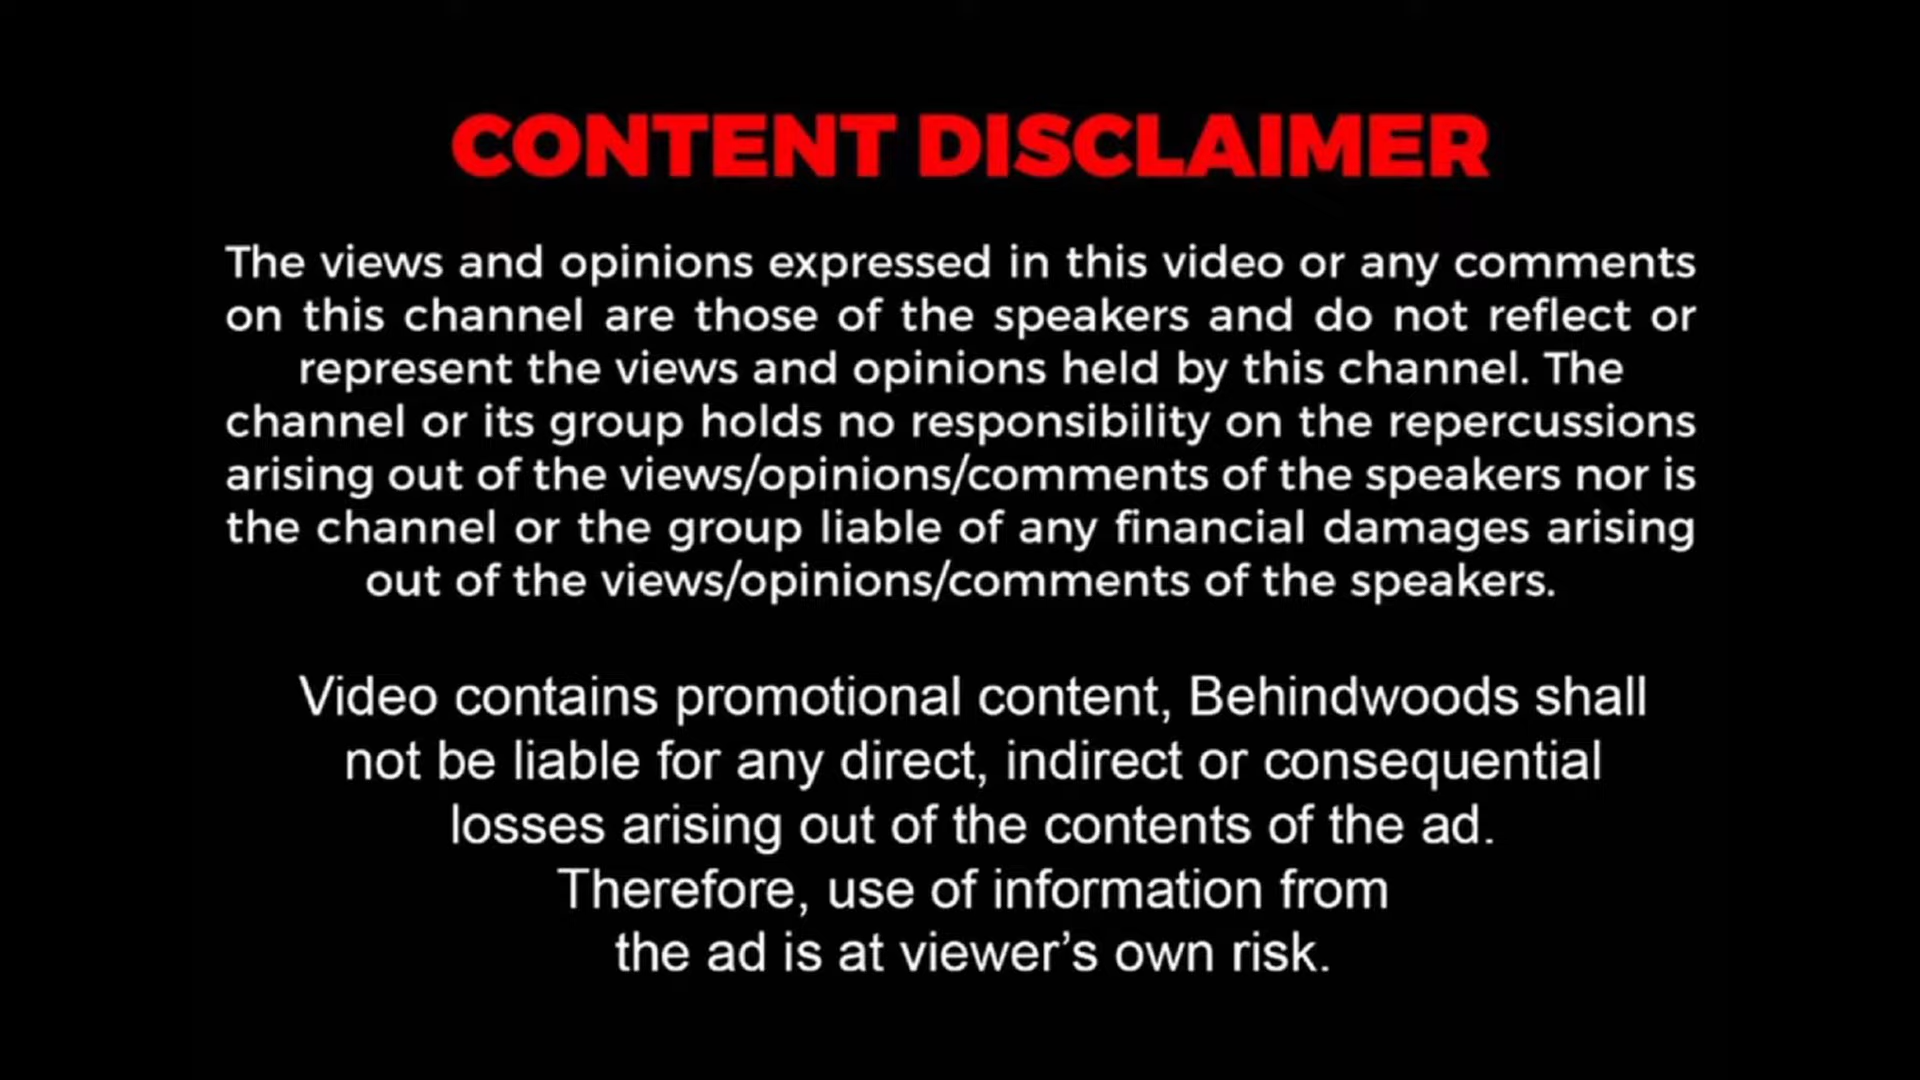 CONTENT DISCLAIMER
The views and opinions expressed in this video or any comments
on this channel are those of the speakers and do not reflect or
represent the views and opinions held by this channel. The
channel or its group holds no responsibility on the repercussions
arising out of the views/opinions/comments of the speakers nor is
the channel or the group liable of any financial damages arising
out of the views/opinions/comments of the speakers.
Video contains promotional content, Behindwoods shall
not be liable for any direct, indirect or consequential
losses arising out of the contents of the ad.
Therefore, use of information from
the ad is at viewer’s own risk.